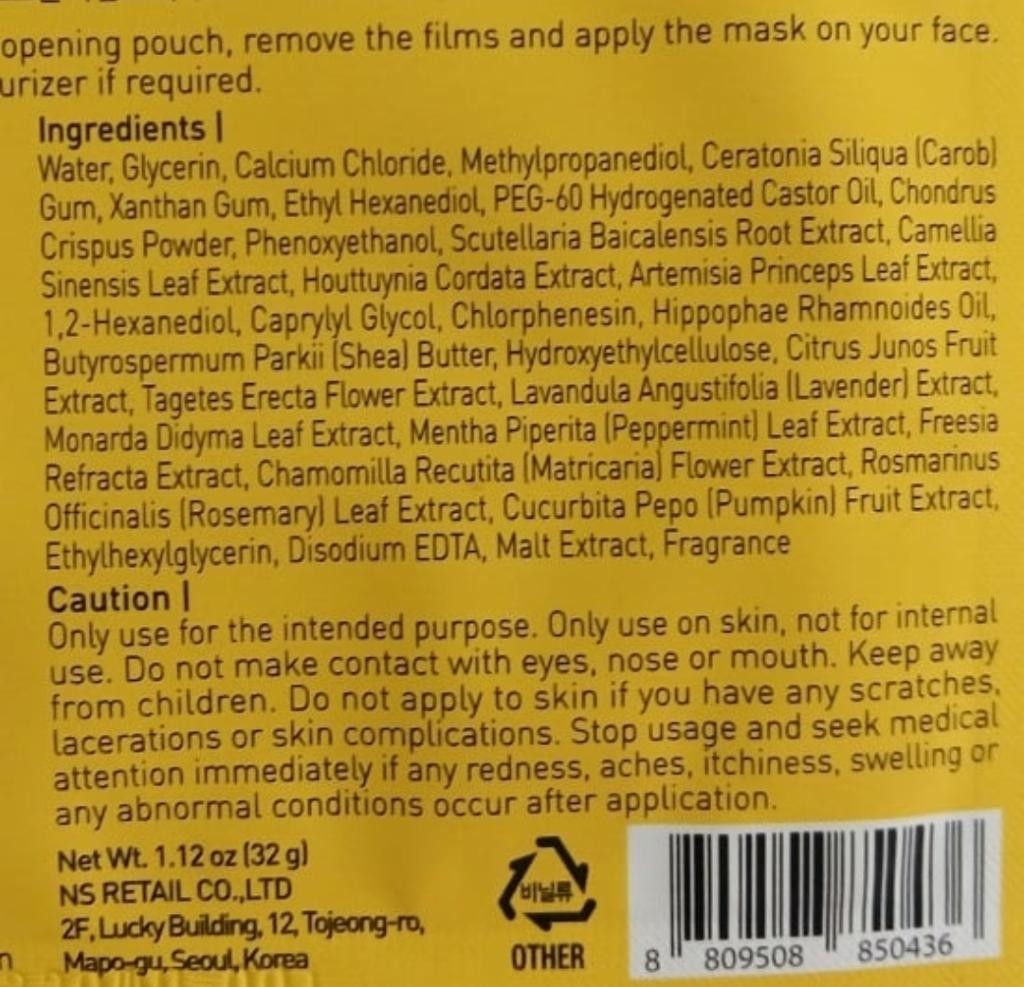 opening pouch, remove the films and apply the mask on your face.
urizer if required.
Ingredients |
Water, Glycerin, Calcium Chloride, Methylpropanediol, Ceratonia Siliqua (Carob)
Gum, Xanthan Gum, Ethyl Hexanediol, PEG-60 Hydrogenated Castor Oil, Chondrus
Crispus Powder, Phenoxyethanol, Scutellaria Baicalensis Root Extract, Camellia
Sinensis Leaf Extract, Houttuynia Cordata Extract, Artemisia Princeps Leaf Extract,
1,2-Hexanediol, Caprylyl Glycol, Chlorphenesin, Hippophae Rhamnoides Oil,
Butyrospermum Parkii (Shea) Butter, Hydroxyethylcellulose, Citrus Junos Fruit
Extract, Tagetes Erecta Flower Extract, Lavandula Angustifolia (Lavender) Extract,
Monarda Didyma Leaf Extract, Mentha Piperita (Peppermint) Leaf Extract, Freesia
Refracta Extract, Chamomilla Recutita (Matricaria) Flower Extract, Rosmarinus
Officinalis (Rosemary) Leaf Extract, Cucurbita Pepo (Pumpkin) Fruit Extract,
Ethylhexylglycerin, Disodium EDTA, Malt Extract, Fragrance
Caution |
Only use for the intended purpose. Only use on skin, not for internal
use. Do not make contact with eyes, nose or mouth. Keep away
from children. Do not apply to skin if you have any scratches,
lacerations or skin complications. Stop usage and seek medical
attention immediately if any redness, aches, itchiness, swelling or
any abnormal conditions occur after application.
Net Wt. 1.12 oz (32 g)
NS RETAIL CO.,LTD
2F, Lucky Building, 12, Tojeong-ro,
Mapo-gu, Seoul, Korea
비닐류
OTHER
8 809508 850436